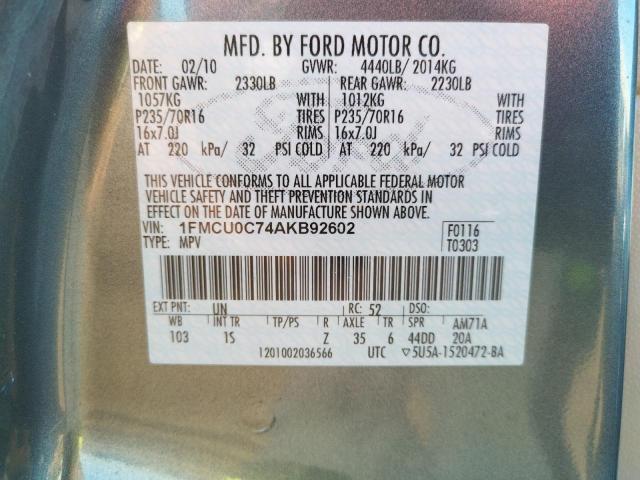 MFD. BY FORD MOTOR CO.
DATE: 02/10 GVWR: 4440LB/ 2014KG
FRONT GAWR: 2330LB REAR GAWR: 2230LB
1057KG WITH 1012KG WITH
P235/70R16 TIRES P235/70R16 TIRES
16x7.0J RIMS 16x7.0J RIMS
AT 220 kPa/ 32 PSI COLD AT 220 kPa/ 32 PSI COLD
THIS VEHICLE CONFORMS TO ALL APPLICABLE FEDERAL MOTOR
VEHICLE SAFETY AND THEFT PREVENTION STANDARDS IN
EFFECT ON THE DATE OF MANUFACTURE SHOWN ABOVE.
VIN: 1FMCU0C74AKB92602 F0116
TYPE: MPV T0303
EXT PNT: UN RC: 52 DSO:
WB INT TR TP/PS R AXLE TR SPR AM71A
103 1S Z 35 6 44DD 20A
1201002036566 UTC ▽5U5A-1520472-BA